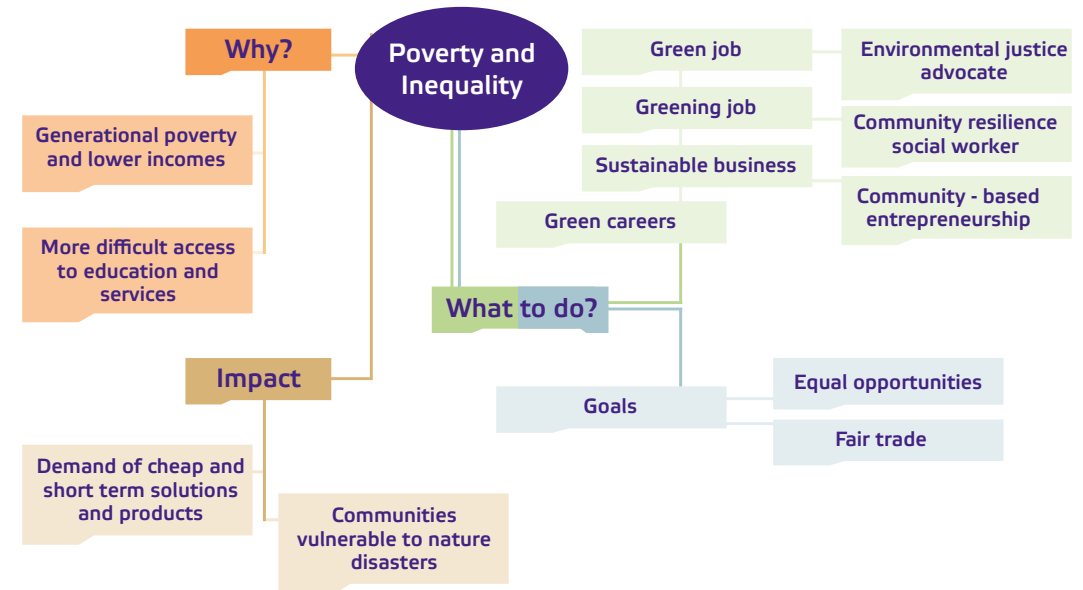 Poverty and
Inequality
Why?
Generational poverty
and lower incomes
More difficult access
to education and
services
Impact
Demand of cheap and
short term solutions
and products
Communities
vulnerable to nature
disasters
What to do?
Green careers
Green job
Environmental justice
advocate
Greening job
Community resilience
social worker
Sustainable business
Community - based
entrepreneurship
Goals
Equal opportunities
Fair trade